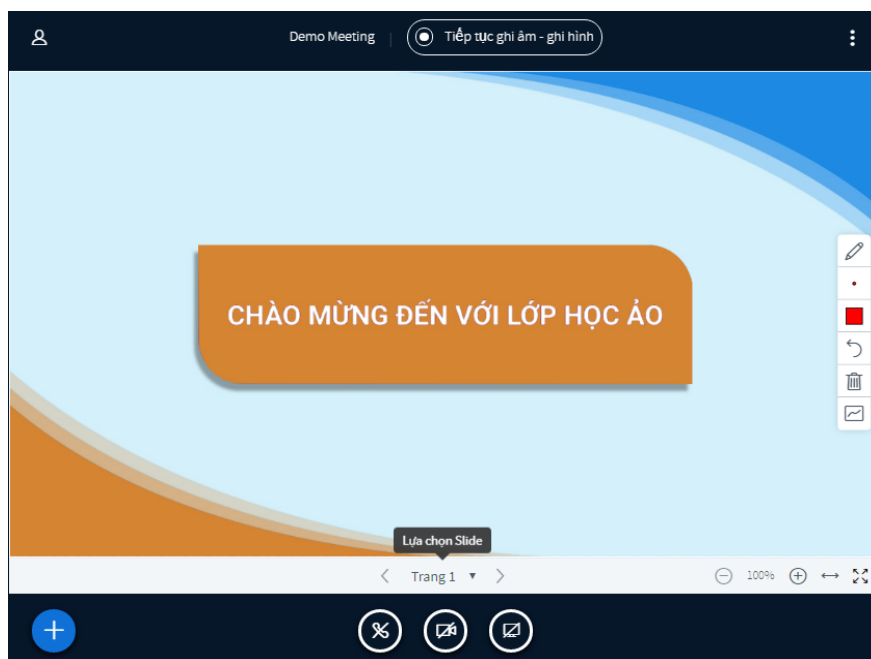 Demo Meeting
Tiếp tục ghi âm - ghi hình
CHÀO MỪNG ĐẾN VỚI LỚP HỌC ẢO
Lựa chọn Slide
Trang 1
100%